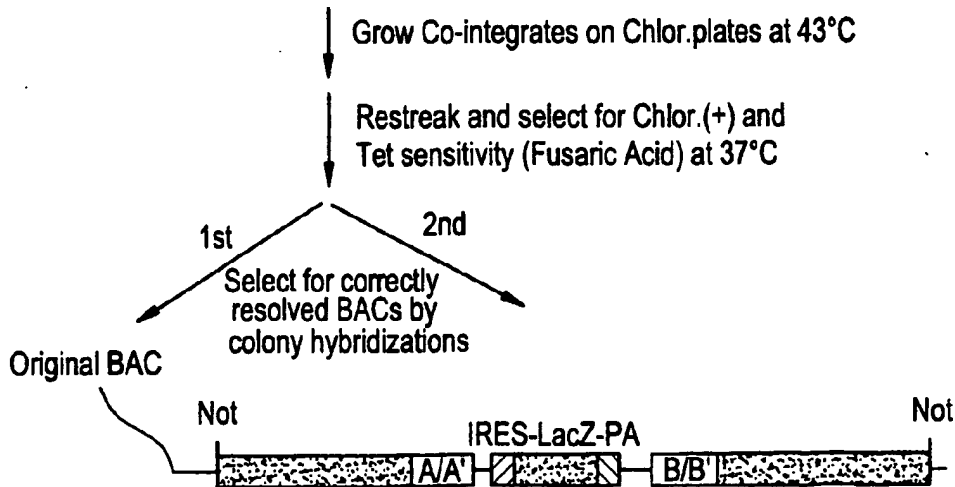 Grow Co-integrates on Chlor.plates at 43°C
Restreak and select for Chlor.(+) and
Tet sensitivity (Fusaric Acid) at 37°C
1st
2nd
Select for correctly
resolved BACs by
colony hybridizations
Original BAC
Not
Not
IRES-LacZ-PA
A/A'
B/B'